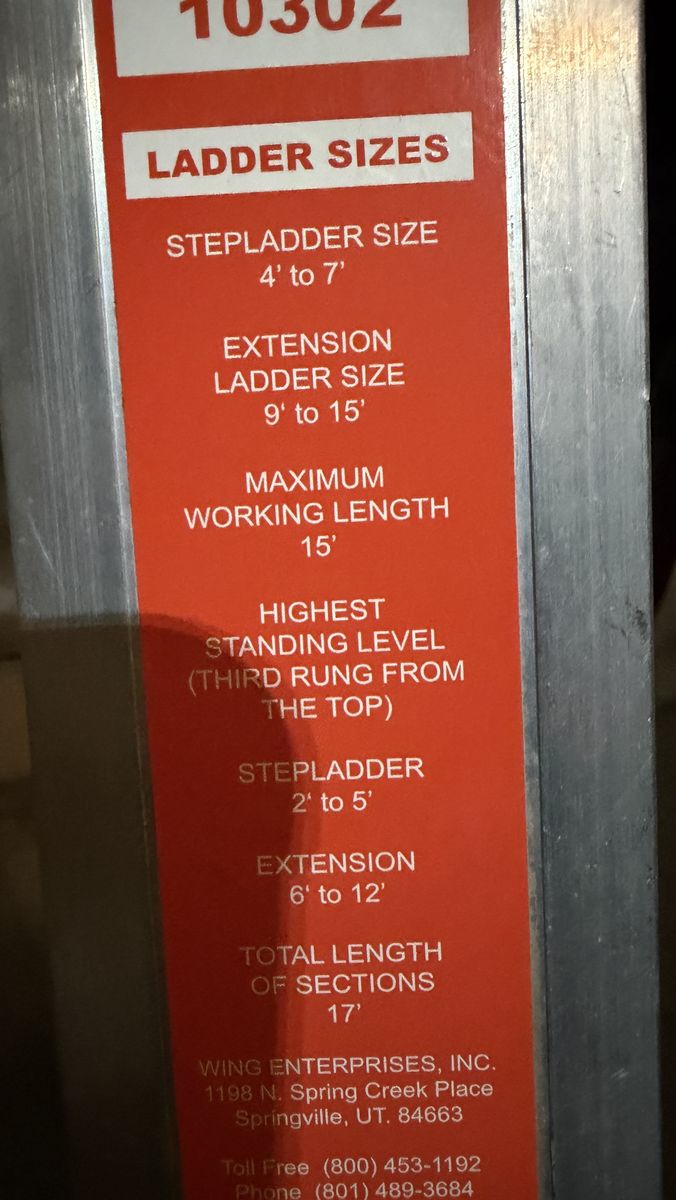 10302
LADDER SIZES
STEPLADDER SIZE
4' to 7'
EXTENSION
LADDER SIZE
9' to 15'
MAXIMUM
WORKING LENGTH
15'
HIGHEST
STANDING LEVEL
(THIRD RUNG FROM
THE TOP)
STEPLADDER
2' to 5'
EXTENSION
6' to 12'
TOTAL LENGTH
OF SECTIONS
17'
WING ENTERPRISES, INC.
1198 N. Spring Creek Place
Springville, UT. 84663
Toll Free (800) 453-1192
Phone (801) 489-3684